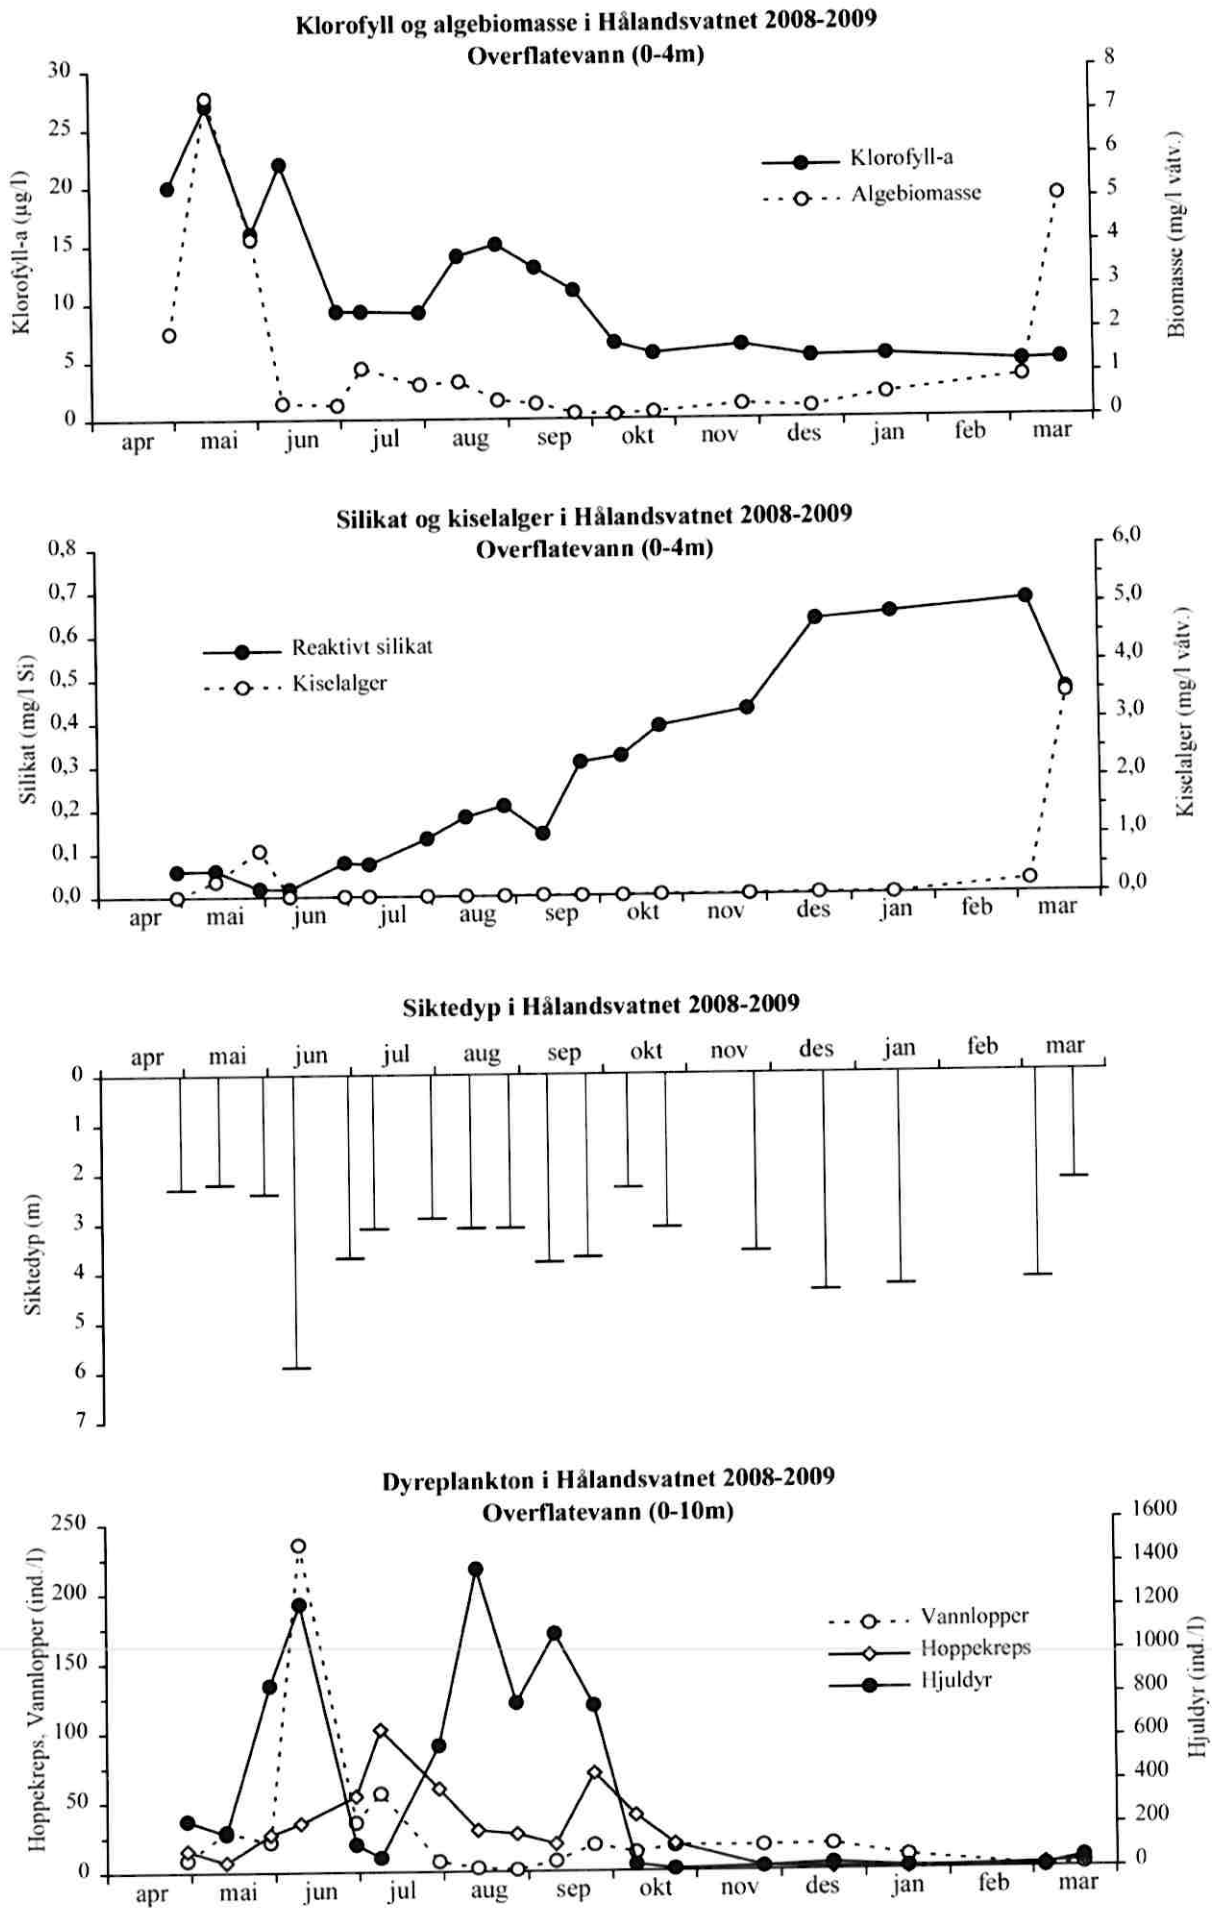 Klorofyll og algebiomasse i Hålandsvatnet 2008-2009
Overflatevann (0-4m)
30
25
20
15
10
5
0
Klorofyll-a (µg/l)
8
7
6
5
4
3
2
1
0
Biomasse (mg/l våtv.)
Klorofyll-a
Algebiomasse
apr mai jun jul aug sep okt nov des jan feb mar
Silikat og kiselalger i Hålandsvatnet 2008-2009
Overflatevann (0-4m)
0,8
0,7
0,6
0,5
0,4
0,3
0,2
0,1
0,0
Silikat (mg/l Si)
6,0
5,0
4,0
3,0
2,0
1,0
0,0
Kiselalger (mg/l våtv.)
Reaktivt silikat
Kiselalger
apr mai jun jul aug sep okt nov des jan feb mar
Siktedyp i Hålandsvatnet 2008-2009
apr mai jun jul aug sep okt nov des jan feb mar
0
1
2
3
4
5
6
7
Siktedyp (m)
Dyreplankton i Hålandsvatnet 2008-2009
Overflatevann (0-10m)
250
200
150
100
50
0
Hoppekreps, Vannlopper (ind./l)
1600
1400
1200
1000
800
600
400
200
0
Hjuldyr (ind./l)
Vannlopper
Hoppekreps
Hjuldyr
apr mai jun jul aug sep okt nov des jan feb mar